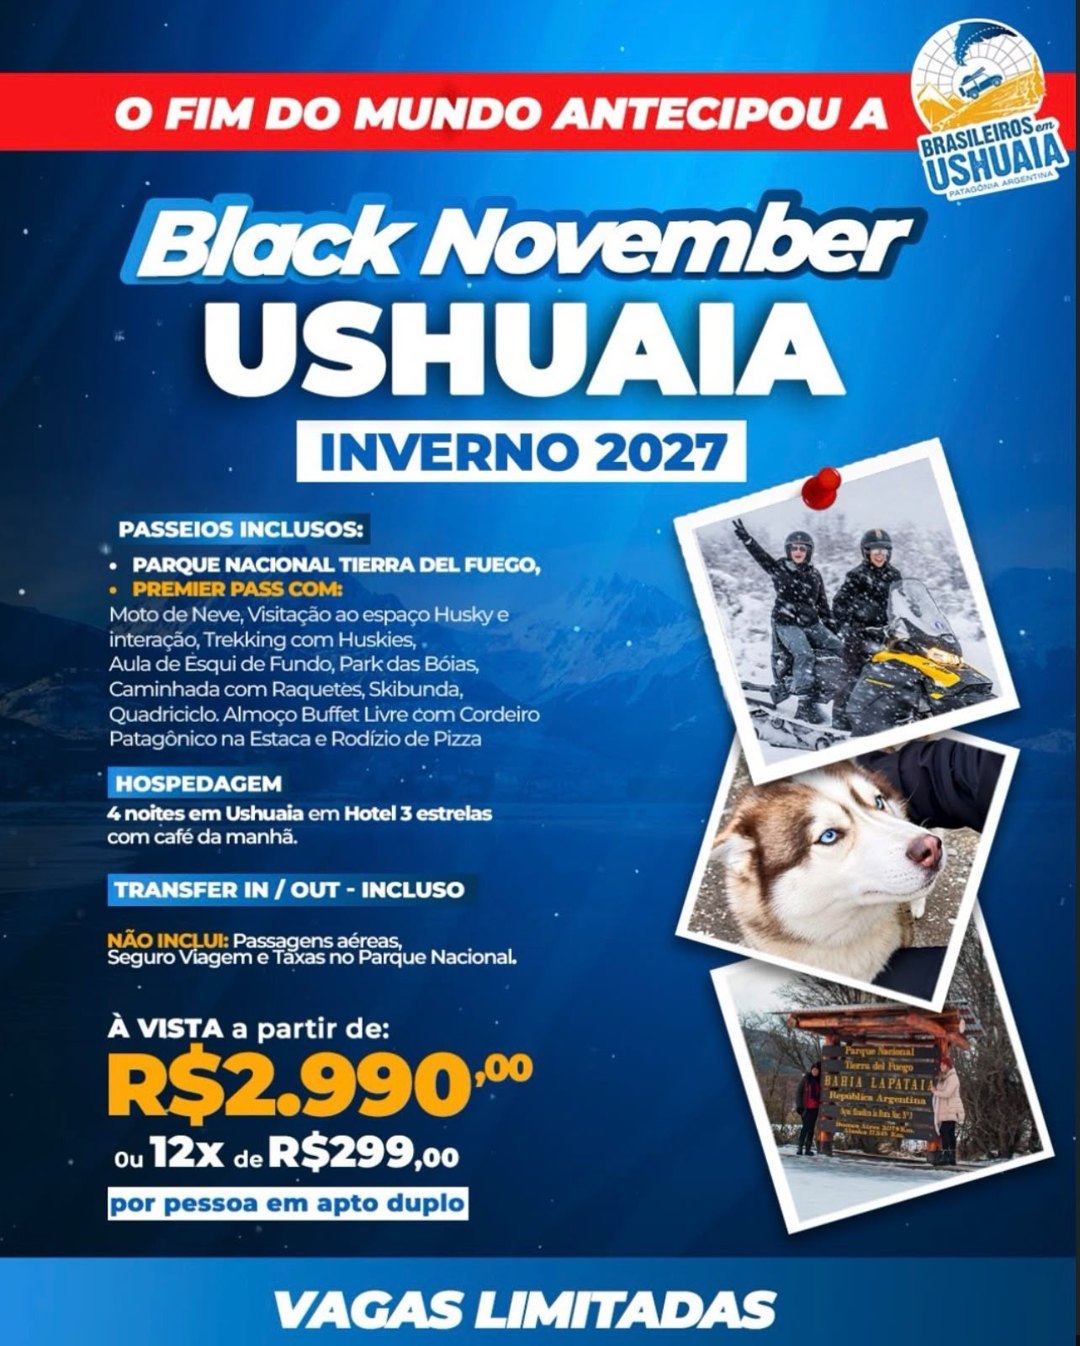 O FIM DO MUNDO ANTECIPOU A
BRASILEIROS em
USHUAIA
PATAGÔNIA ARGENTINA
Black November
USHUAIA
INVERNO 2027
PASSEIOS INCLUSOS:
• PARQUE NACIONAL TIERRA DEL FUEGO,
• PREMIER PASS COM:
Moto de Neve, Visitação ao espaço Husky e
interação, Trekking com Huskies,
Aula de Esqui de Fundo, Park das Bóias,
Caminhada com Raquetes, Skibunda,
Quadriciclo. Almoço Buffet Livre com Cordeiro
Patagônico na Estaca e Rodízio de Pizza
HOSPEDAGEM
4 noites em Ushuaia em Hotel 3 estrelas
com café da manhã.
TRANSFER IN / OUT - INCLUSO
NÃO INCLUI: Passagens aéreas,
Seguro Viagem e Taxas no Parque Nacional.
À VISTA a partir de:
R$2.990,00
ou 12x de R$299,00
por pessoa em apto duplo
Parque Nacional
Tierra del Fuego
BAHIA LAPATAIA
República Argentina
VAGAS LIMITADAS